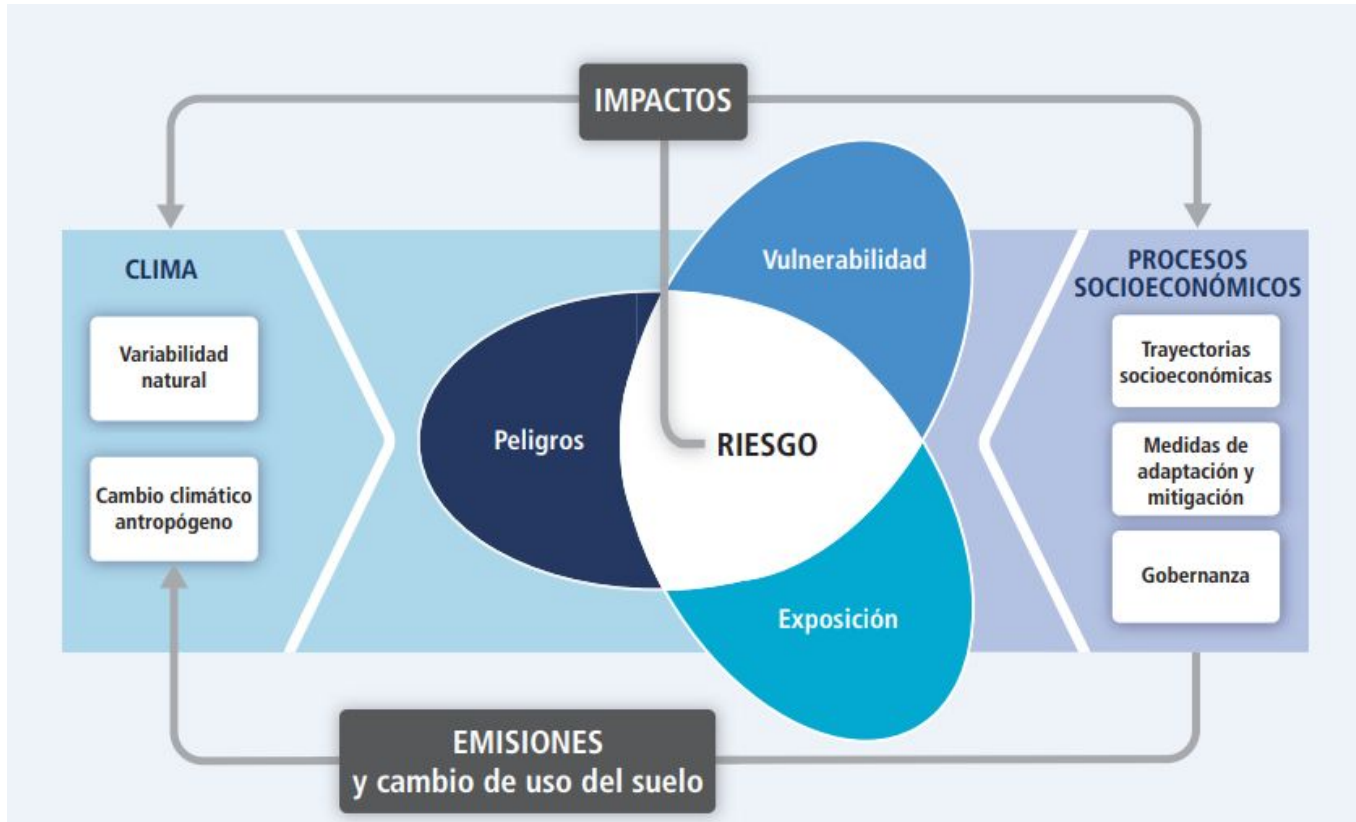 IMPACTOS
CLIMA
Variabilidad
natural
Cambio climático
antropógeno
Vulnerabilidad
Peligros
RIESGO
Exposición
PROCESOS
SOCIOECONÓMICOS
Trayectorias
socioeconómicas
Medidas de
adaptación y
mitigación
Gobernanza
EMISIONES
y cambio de uso del suelo